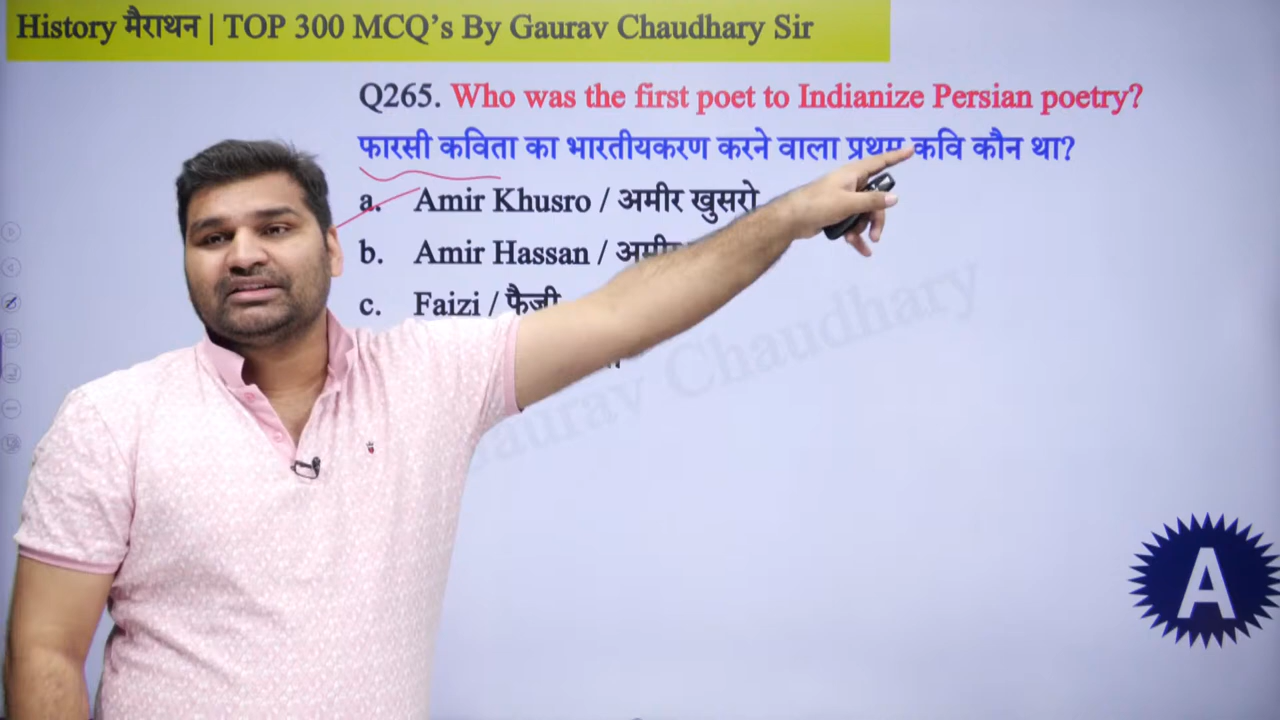 History मैराथन | TOP 300 MCQ’s By Gaurav Chaudhary Sir
Q265. Who was the first poet to Indianize Persian poetry?
फारसी कविता का भारतीयकरण करने वाला प्रथम कवि कौन था?
a. Amir Khusro / अमीर खुसरो
b. Amir Hassan / अमीर
c. Faizi / फैजी
Gaurav Chaudhary
A